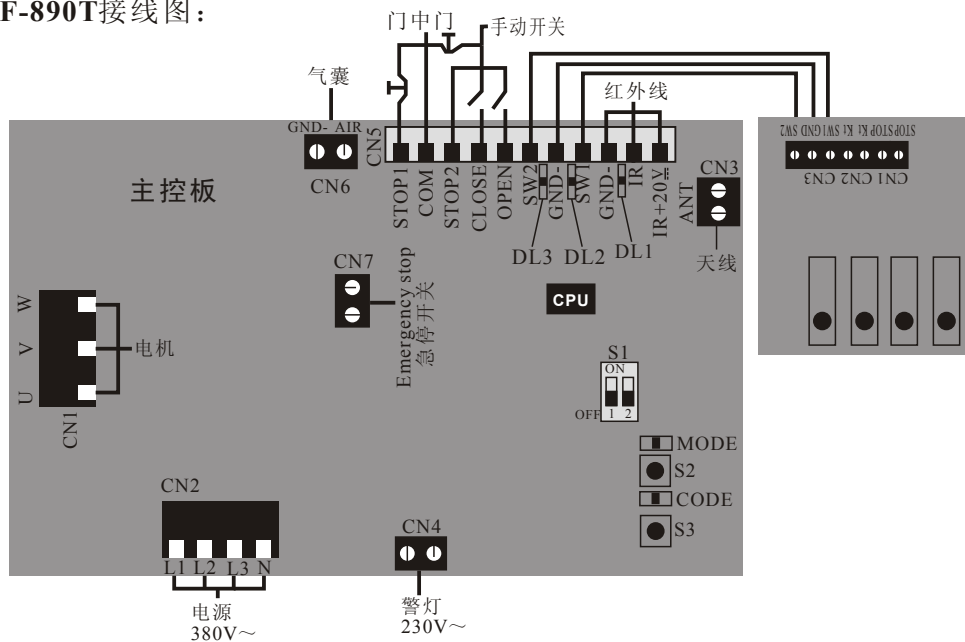 F-890T接线图：
门中门
手动开关
气囊
红外线
GND- AIR
CN5
CN6
主控板
STOP1
COM
STOP2
CLOSE
OPEN
SW2
GND-
SW1
GND-
IR
IR+20V
CN3
ANT
天线
DL3 DL2 DL1
SW2 GND SW1 K1 K1 STOP STOP
CN3 CN2 CN1
CN7
Emergency stop
急停开关
CPU
W
V
U
电机
CN1
S1
ON
OFF 1 2
MODE
S2
CODE
S3
CN2
L1 L2 L3 N
电源
380V～
CN4
警灯
230V～